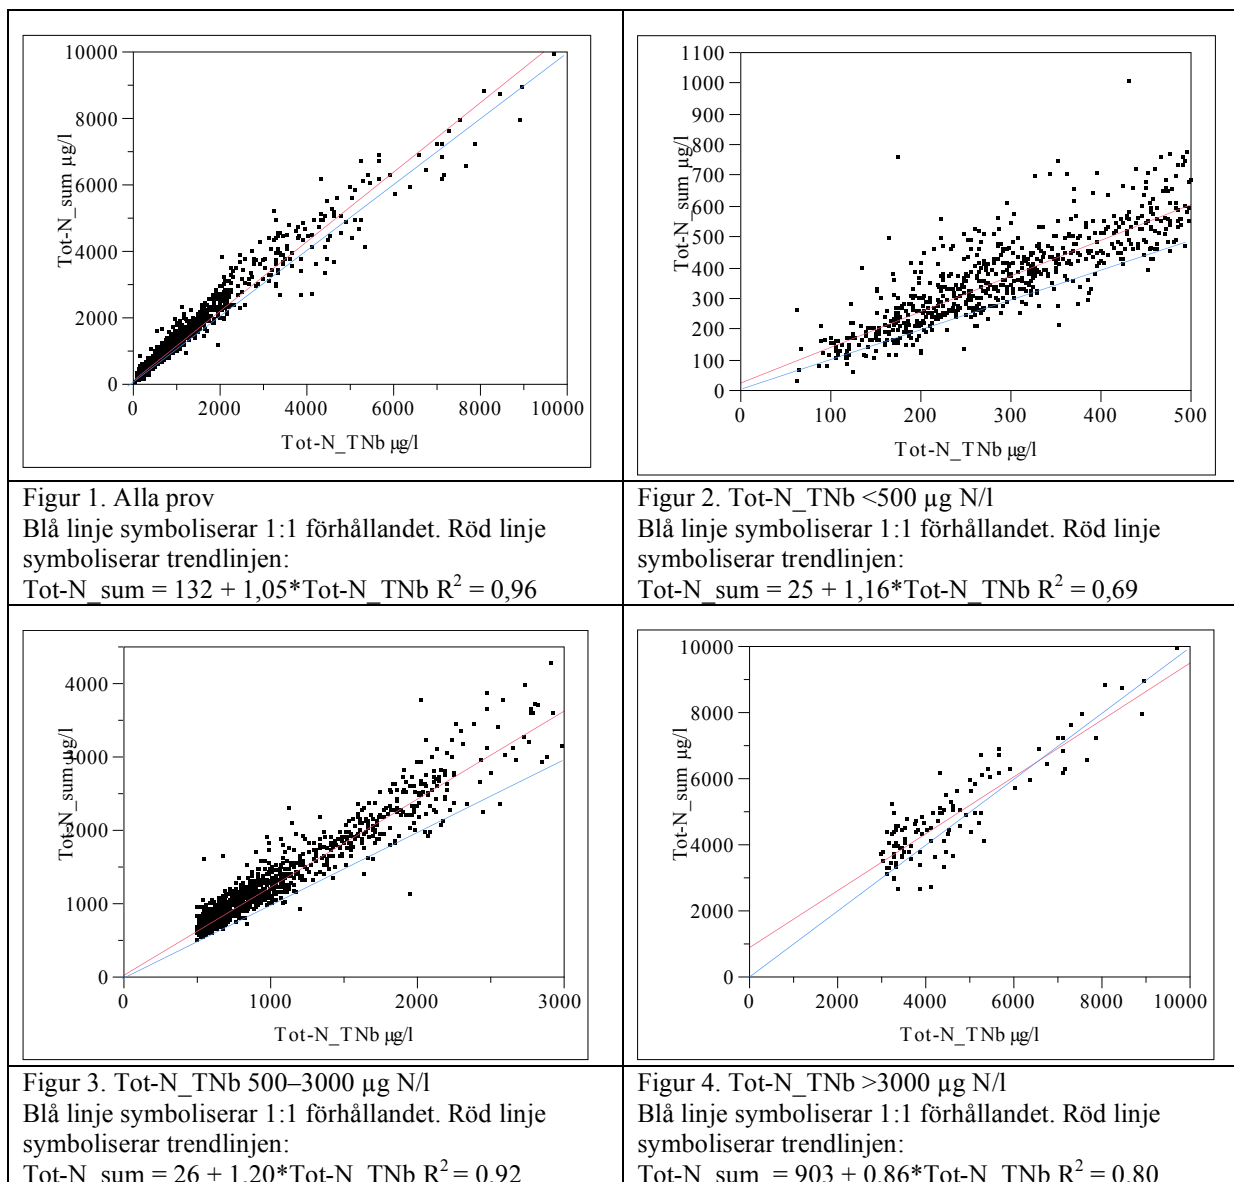 10000
8000
6000
4000
2000
0
Tot-N_sum µg/l
0 2000 4000 6000 8000 10000
Tot-N_TNb µg/l
Figur 1. Alla prov
Blå linje symboliserar 1:1 förhållandet. Röd linje
symboliserar trendlinjen:
Tot-N_sum = 132 + 1,05*Tot-N_TNb R² = 0,96
1100
1000
900
800
700
600
500
400
300
200
100
0
Tot-N_sum µg/l
0 100 200 300 400 500
Tot-N_TNb µg/l
Figur 2. Tot-N_TNb <500 µg N/l
Blå linje symboliserar 1:1 förhållandet. Röd linje
symboliserar trendlinjen:
Tot-N_sum = 25 + 1,16*Tot-N_TNb R² = 0,69
4000
3000
2000
1000
0
Tot-N_sum µg/l
0 1000 2000 3000
Tot-N_TNb µg/l
Figur 3. Tot-N_TNb 500–3000 µg N/l
Blå linje symboliserar 1:1 förhållandet. Röd linje
symboliserar trendlinjen:
Tot-N_sum = 26 + 1,20*Tot-N_TNb R² = 0,92
10000
8000
6000
4000
2000
0
Tot-N_sum µg/l
0 2000 4000 6000 8000 10000
Tot-N_TNb µg/l
Figur 4. Tot-N_TNb >3000 µg N/l
Blå linje symboliserar 1:1 förhållandet. Röd linje
symboliserar trendlinjen:
Tot-N_sum = 903 + 0,86*Tot-N_TNb R² = 0,80